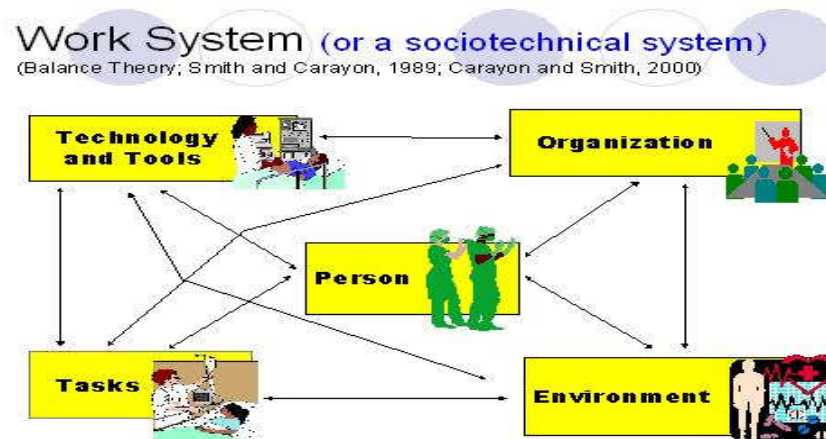 Work System (or a sociotechnical system)
(Balance Theory; Smith and Carayon, 1989; Carayon and Smith, 2000)
Technology
and Tools
Organization
Person
Tasks
Environment